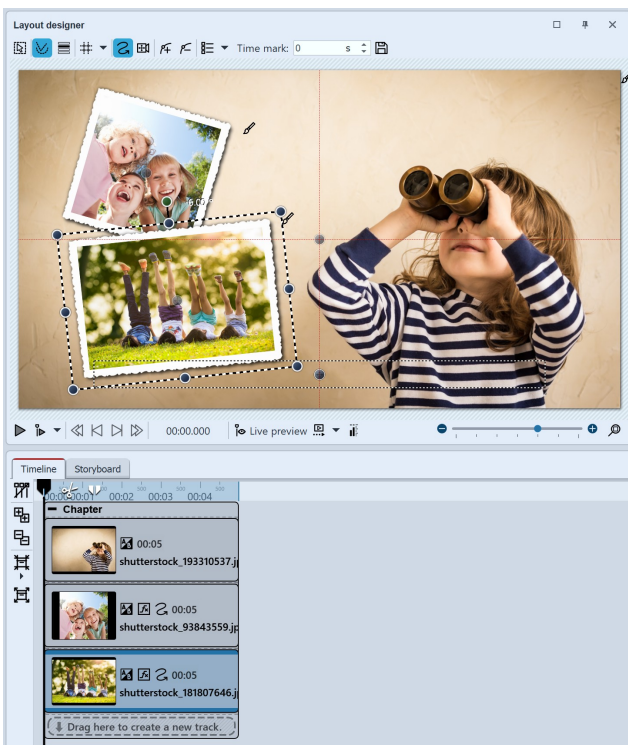 Layout designer
Time mark: 0 s
00:00.000 Live preview
Timeline Storyboard
00:02 00:03 00:04
Chapter
00:05
shutterstock_193310537.j
00:05
shutterstock_93843559.jp
00:05
shutterstock_181807646.j
Drag here to create a new track.